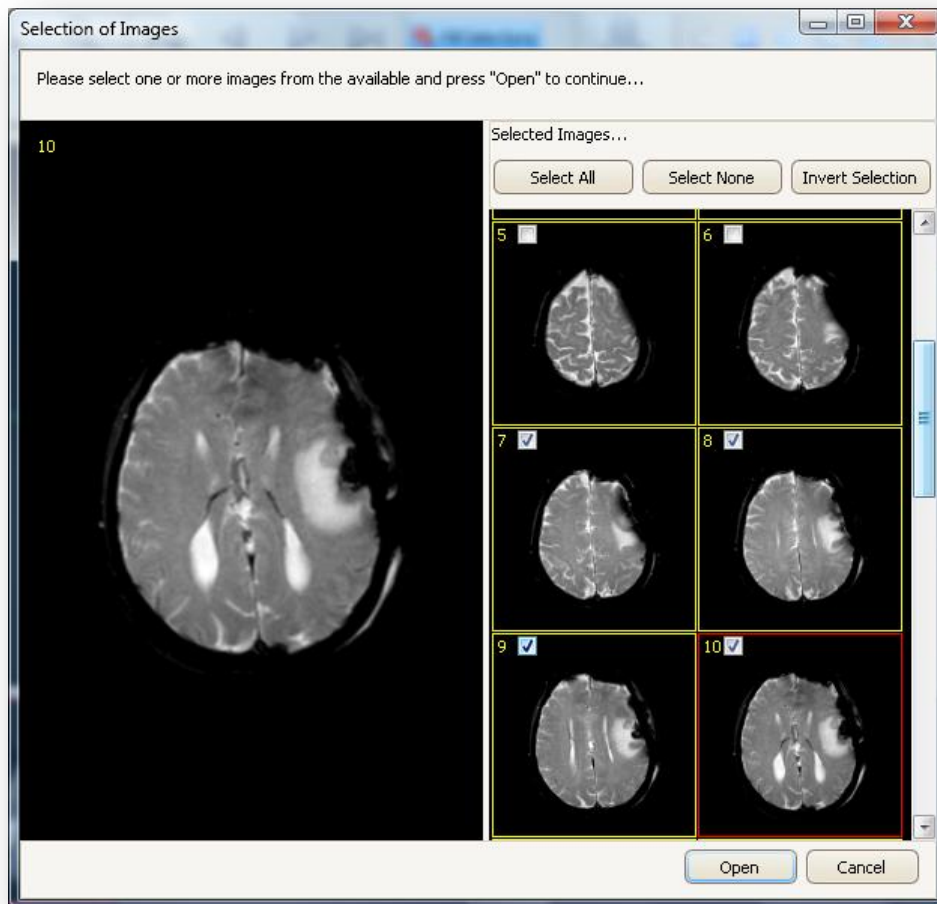 Selection of Images
Please select one or more images from the available and press "Open" to continue...
10
Selected Images...
Select All Select None Invert Selection
5 6
7 8
9 10
Open Cancel